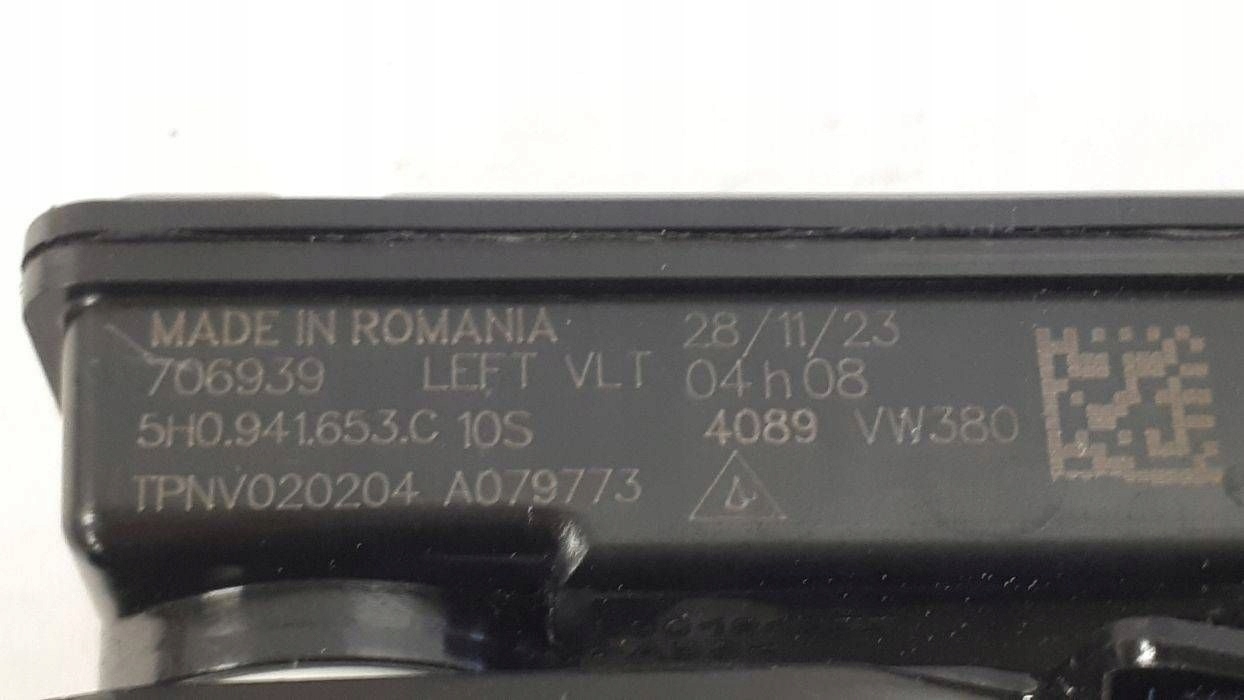 MADE IN ROMANIA 28/11/23
706939 LEFT VLT 04h08
5H0.941.653.C 10S 4089 VW380
TPNV020204 A079773